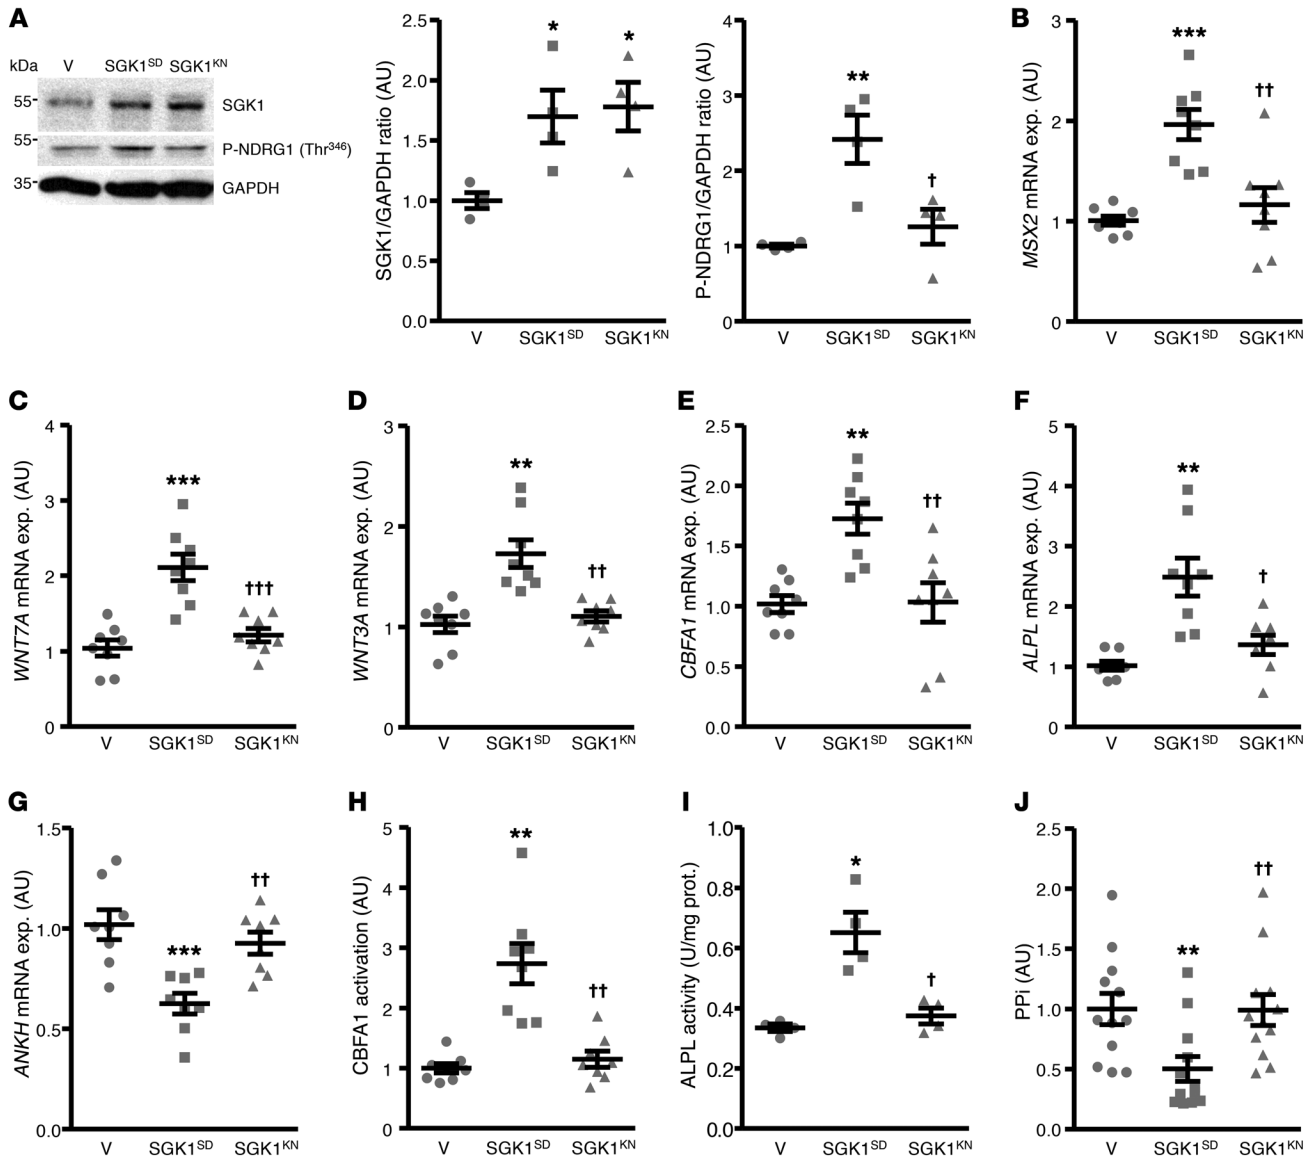 A
kDa V SGK1SD SGK1KN
55- SGK1
55- P-NDRG1 (Thr346)
35- GAPDH
SGK1/GAPDH ratio (AU)
2.5
2.0
1.5
1.0
0.5
0.0
* *
V SGK1SD SGK1KN
P-NDRG1/GAPDH ratio (AU)
4
3
2
1
0
** †
V SGK1SD SGK1KN
B
MSX2 mRNA exp. (AU)
3
2
1
0
*** ††
V SGK1SD SGK1KN
C
WNT7A mRNA exp. (AU)
4
3
2
1
0
*** †††
V SGK1SD SGK1KN
D
WNT3A mRNA exp. (AU)
3
2
1
0
** ††
V SGK1SD SGK1KN
E
CBFA1 mRNA exp. (AU)
2.5
2.0
1.5
1.0
0.5
0.0
** ††
V SGK1SD SGK1KN
F
ALPL mRNA exp. (AU)
5
4
3
2
1
0
** †
V SGK1SD SGK1KN
G
ANKH mRNA exp. (AU)
1.5
1.0
0.5
0.0
*** ††
V SGK1SD SGK1KN
H
CBFA1 activation (AU)
5
4
3
2
1
0
** ††
V SGK1SD SGK1KN
I
ALPL activity (U/mg prot.)
1.0
0.8
0.6
0.4
0.2
0.0
* †
V SGK1SD SGK1KN
J
PPi (AU)
2.5
2.0
1.5
1.0
0.5
0.0
** ††
V SGK1SD SGK1KN